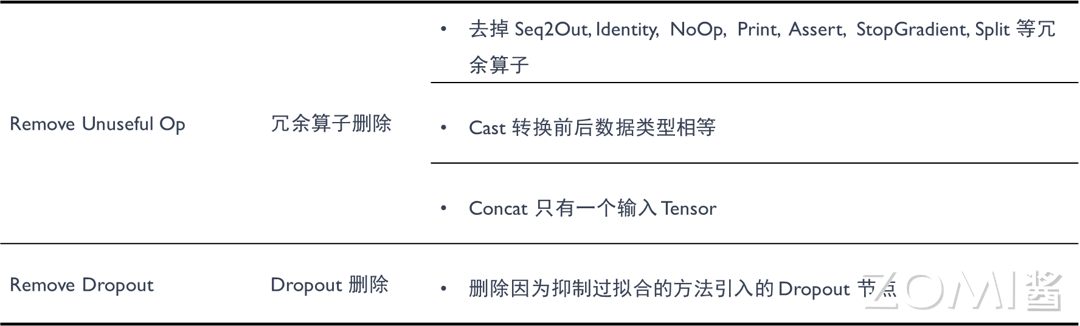 • 去掉 Seq2Out, Identity, NoOp, Print, Assert, StopGradient, Split 等冗
余算子
Remove Unuseful Op 冗余算子删除 • Cast 转换前后数据类型相等
• Concat 只有一个输入 Tensor
Remove Dropout Dropout 删除 • 删除因为抑制过拟合的方法引入的 Dropout 节点
ZOMI酱